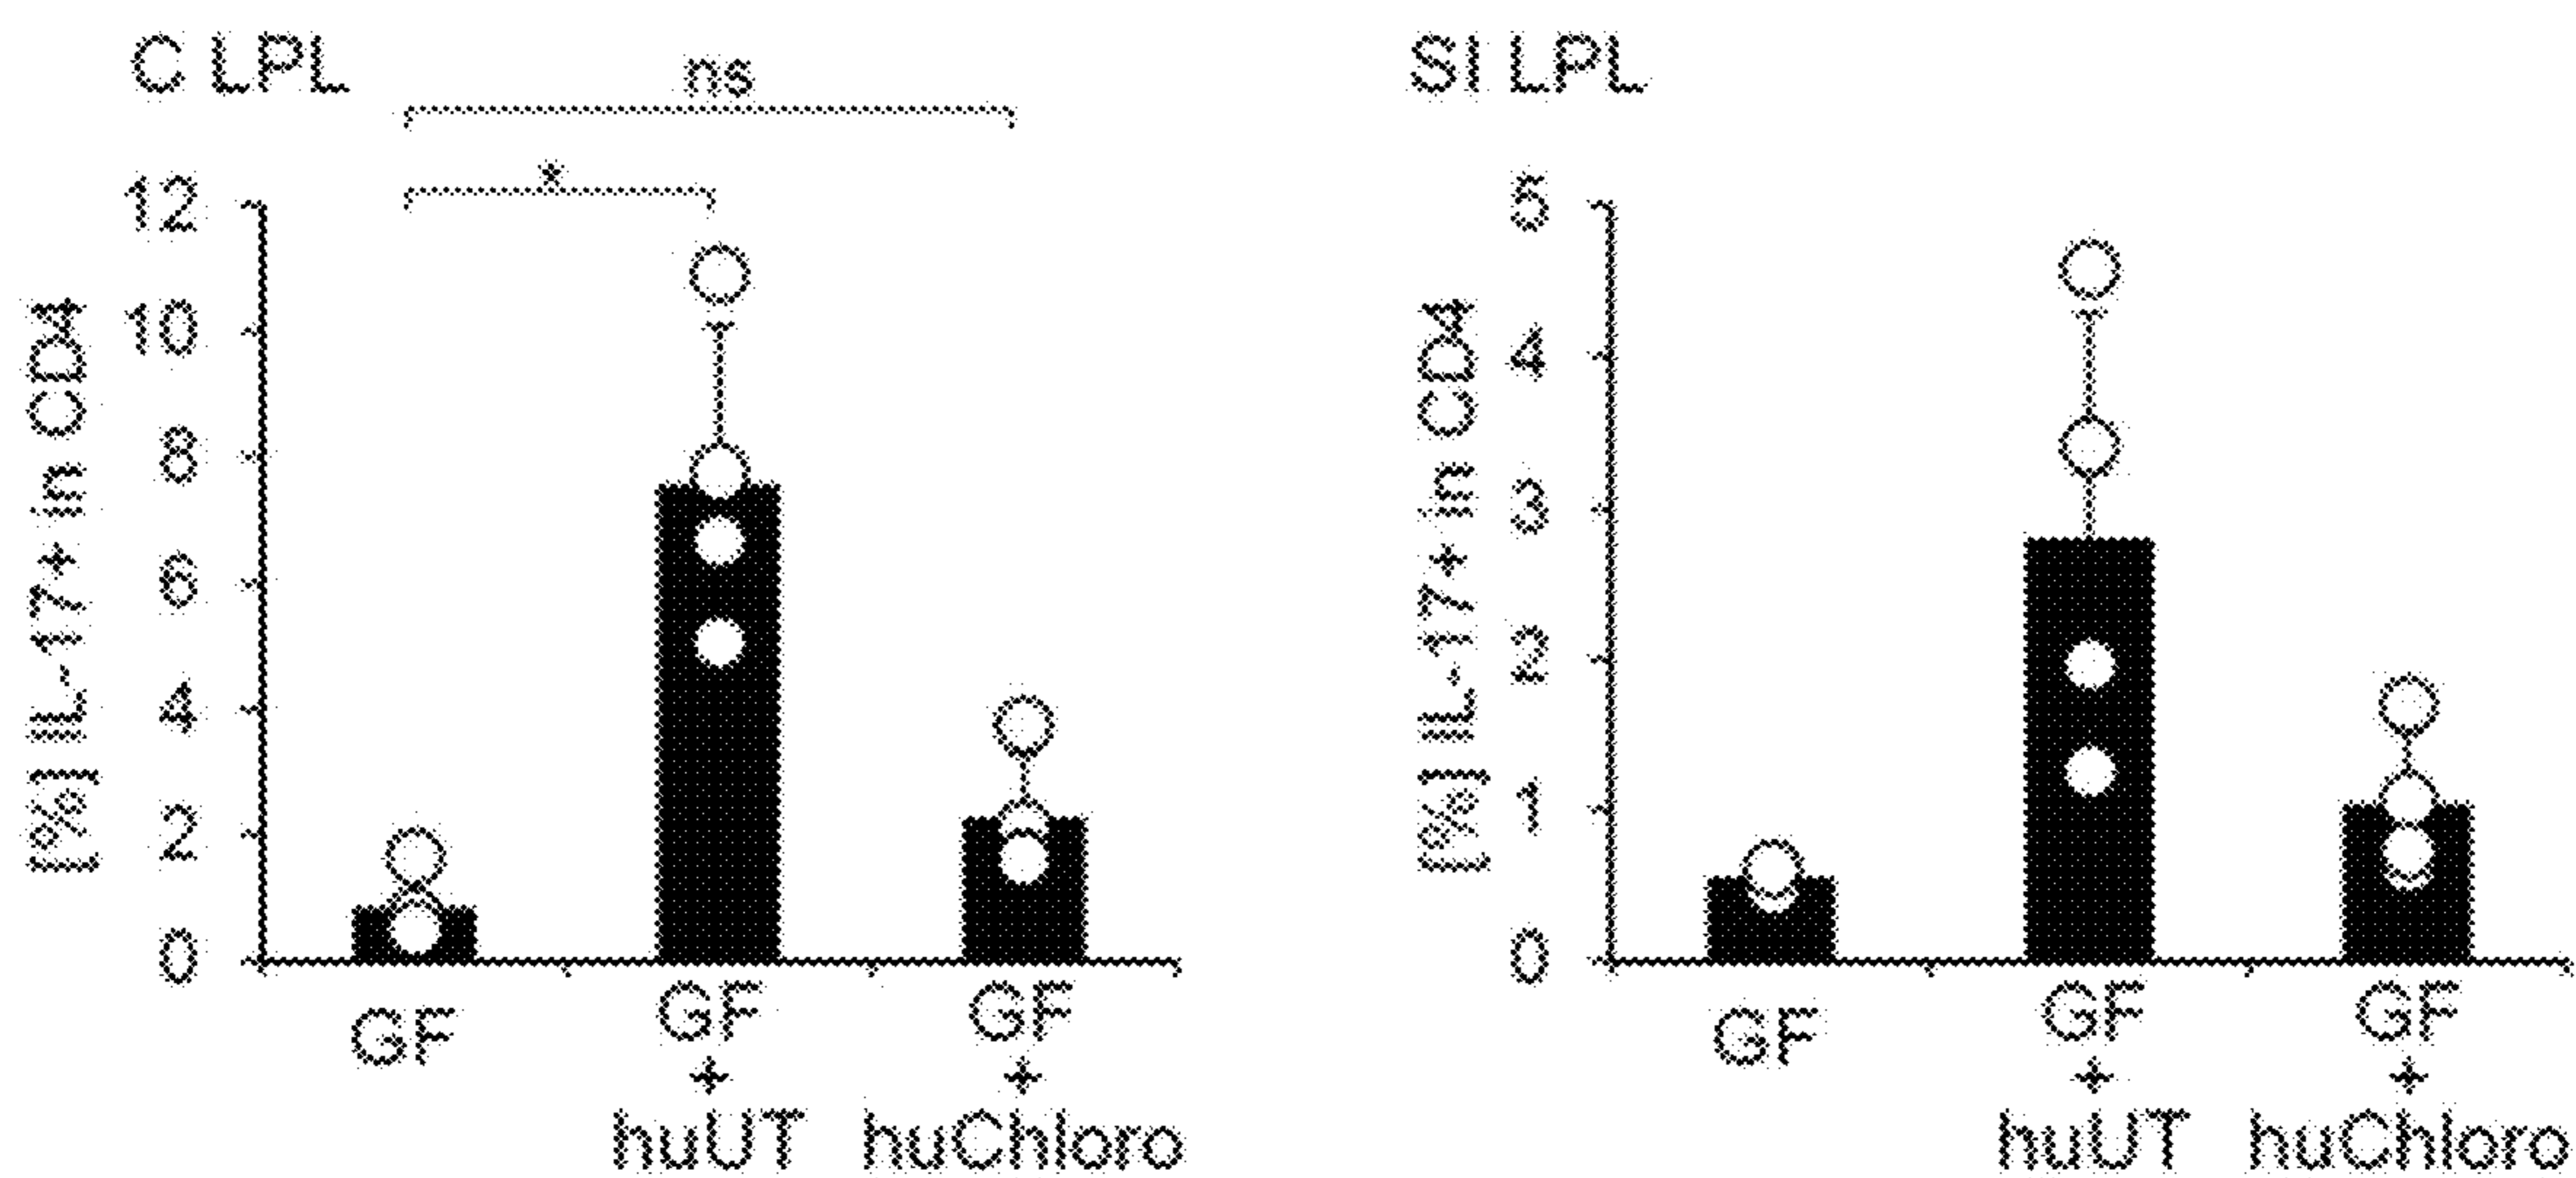 C LPL
ns
*
[%] IL-17+ in CD4
12
10
8
6
4
2
0
GF
GF
+
huUT
GF
+
huChloro
SI LPL
[%] IL-17+ in CD4
5
4
3
2
1
0
GF
GF
+
huUT
GF
+
huChloro